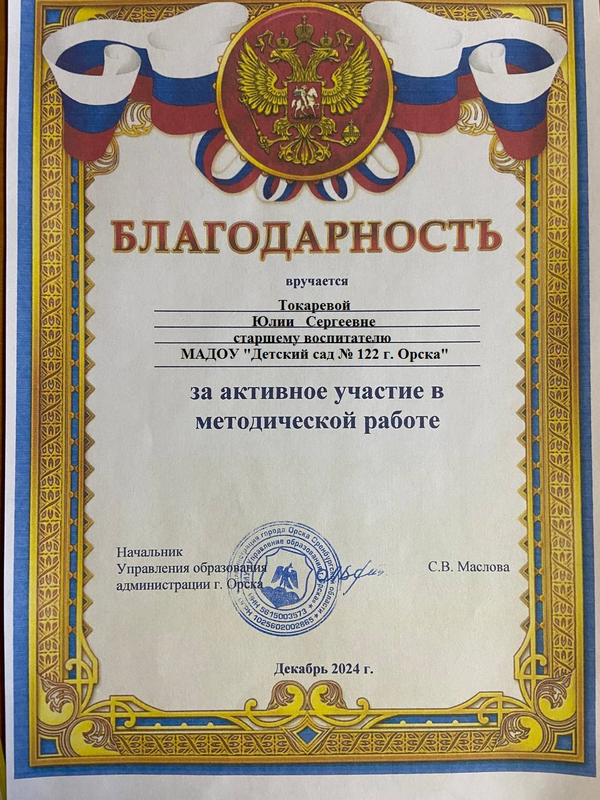 БЛАГОДАРНОСТЬ
вручается
Токаревой
Юлии Сергеевне
старшему воспитателю
МАДОУ "Детский сад № 122 г. Орска"
за активное участие в
методической работе
Начальник
Управления образования
администрации г. Орска
С.В. Маслова
Декабрь 2024 г.